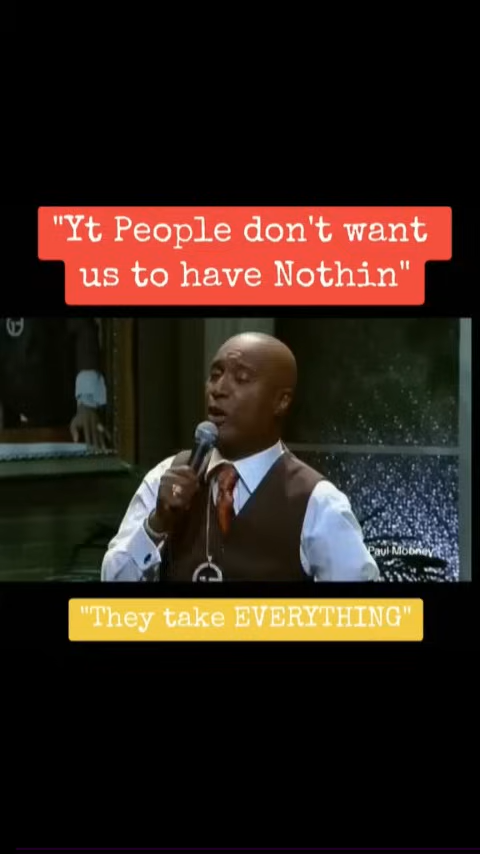 "Yt People don't want
us to have Nothin"
Paul Mooney
"They take EVERYTHING"